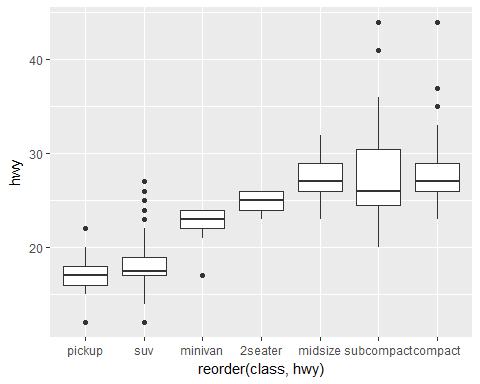 hwy
40
30
20
pickup suv minivan 2seater midsize subcompact compact
reorder(class, hwy)